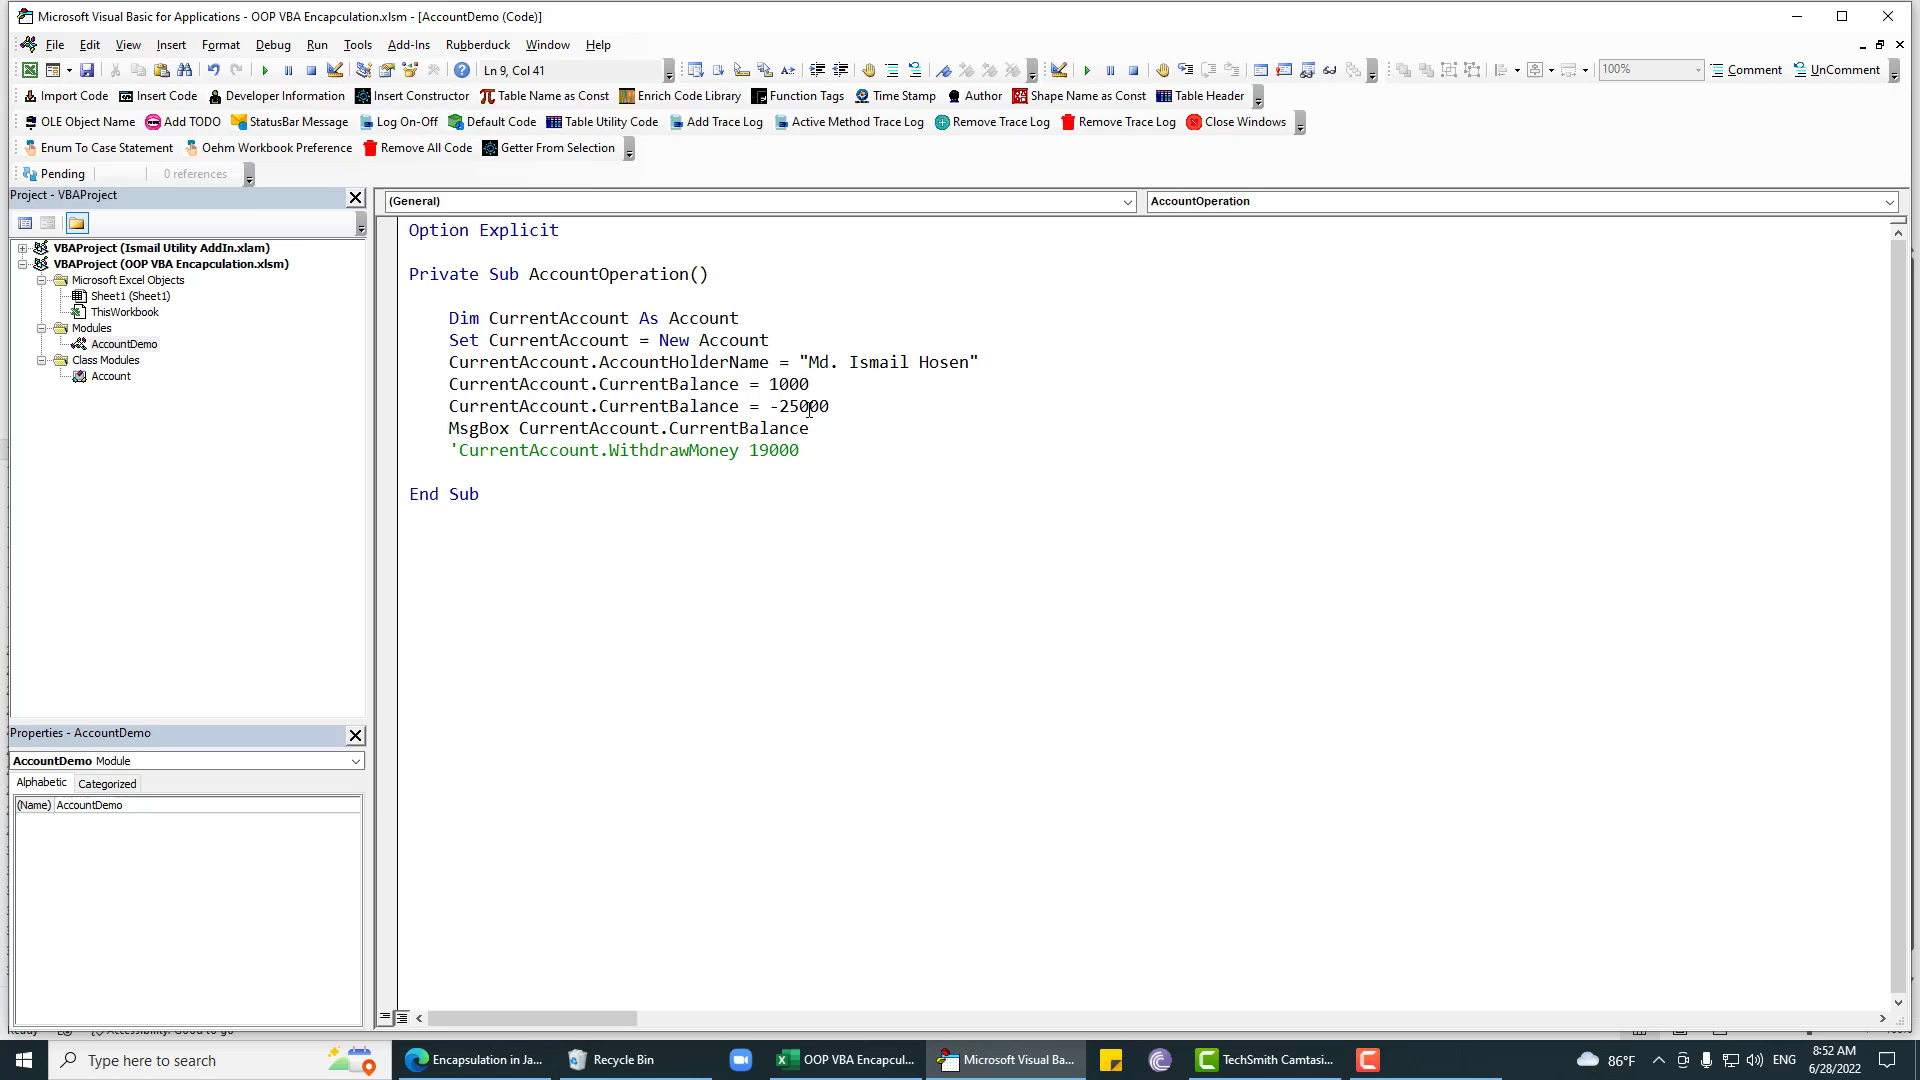 Microsoft Visual Basic for Applications - OOP VBA Encapculation.xlsm - [AccountDemo (Code)]
File Edit View Insert Format Debug Run Tools Add-Ins Rubberduck Window Help
Ln 9, Col 41 100% Comment UnComment
Import Code Insert Code Developer Information Insert Constructor Table Name as Const Enrich Code Library Function Tags Time Stamp Author Shape Name as Const Table Header
OLE Object Name Add TODO StatusBar Message Log On-Off Default Code Table Utility Code Add Trace Log Active Method Trace Log Remove Trace Log Remove Trace Log Close Windows
Enum To Case Statement Oehm Workbook Preference Remove All Code Getter From Selection
Pending 0 references
Project - VBAProject
VBAProject (Ismail Utility AddIn.xlam)
VBAProject (OOP VBA Encapculation.xlsm)
Microsoft Excel Objects
Sheet1 (Sheet1)
ThisWorkbook
Modules
AccountDemo
Class Modules
Account
Properties - AccountDemo
AccountDemo Module
Alphabetic Categorized
(Name) AccountDemo
(General) AccountOperation
Option Explicit
Private Sub AccountOperation()
Dim CurrentAccount As Account
Set CurrentAccount = New Account
CurrentAccount.AccountHolderName = "Md. Ismail Hosen"
CurrentAccount.CurrentBalance = 1000
CurrentAccount.CurrentBalance = -25000
MsgBox CurrentAccount.CurrentBalance
'CurrentAccount.WithdrawMoney 19000
End Sub
Type here to search
Encapsulation in Ja... Recycle Bin OOP VBA Encapcul... Microsoft Visual Ba... TechSmith Camtasi...
86°F ENG 8:52 AM
6/28/2022